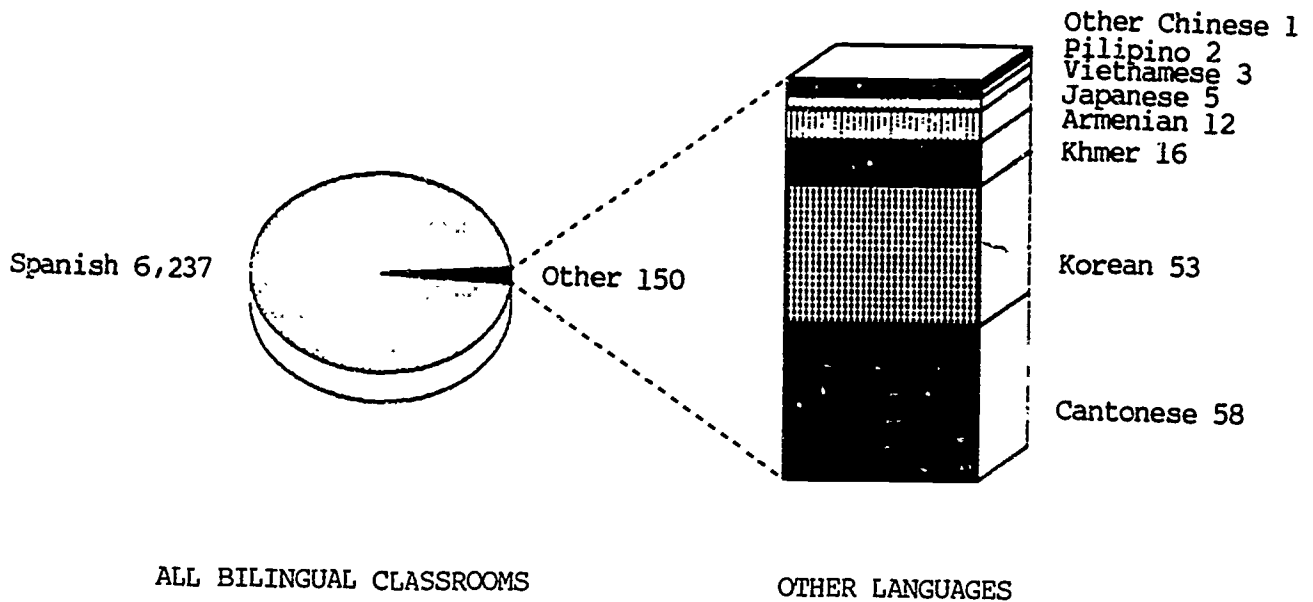 Spanish 6,237
Other 150
Other Chinese 1
Pilipino 2
Viethamese 3
Japanese 5
Armenian 12
Khmer 16
Korean 53
Cantonese 58
ALL BILINGUAL CLASSROOMS
OTHER LANGUAGES